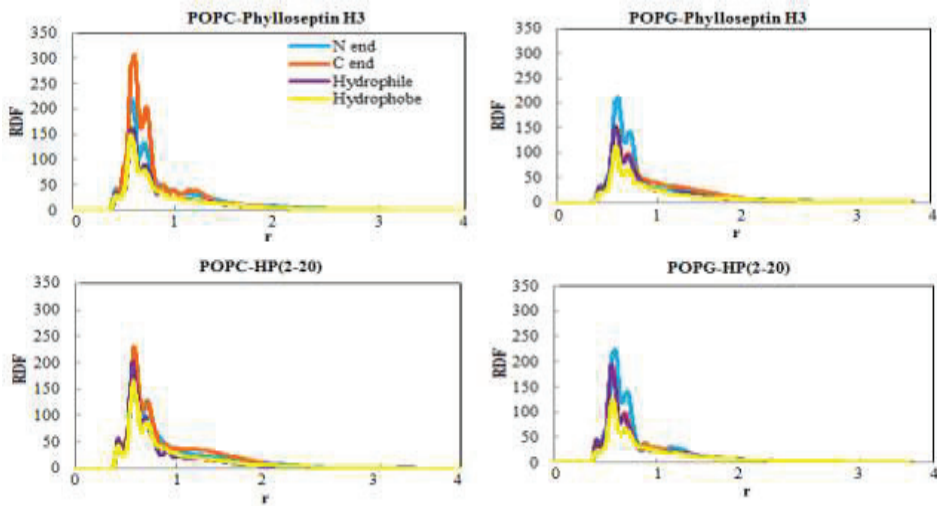 POPC-Phylloseptin H3
350
300
250
200
150
100
50
0
RDF
N end
C end
Hydrophile
Hydrophobe
0 1 2 3 4
r
POPG-Phylloseptin H3
350
300
250
200
150
100
50
0
RDF
0 1 2 3 4
r
POPC-HP(2-20)
350
300
250
200
150
100
50
0
RDF
0 1 2 3 4
r
POPG-HP(2-20)
350
300
250
200
150
100
50
0
RDF
0 1 2 3 4
r